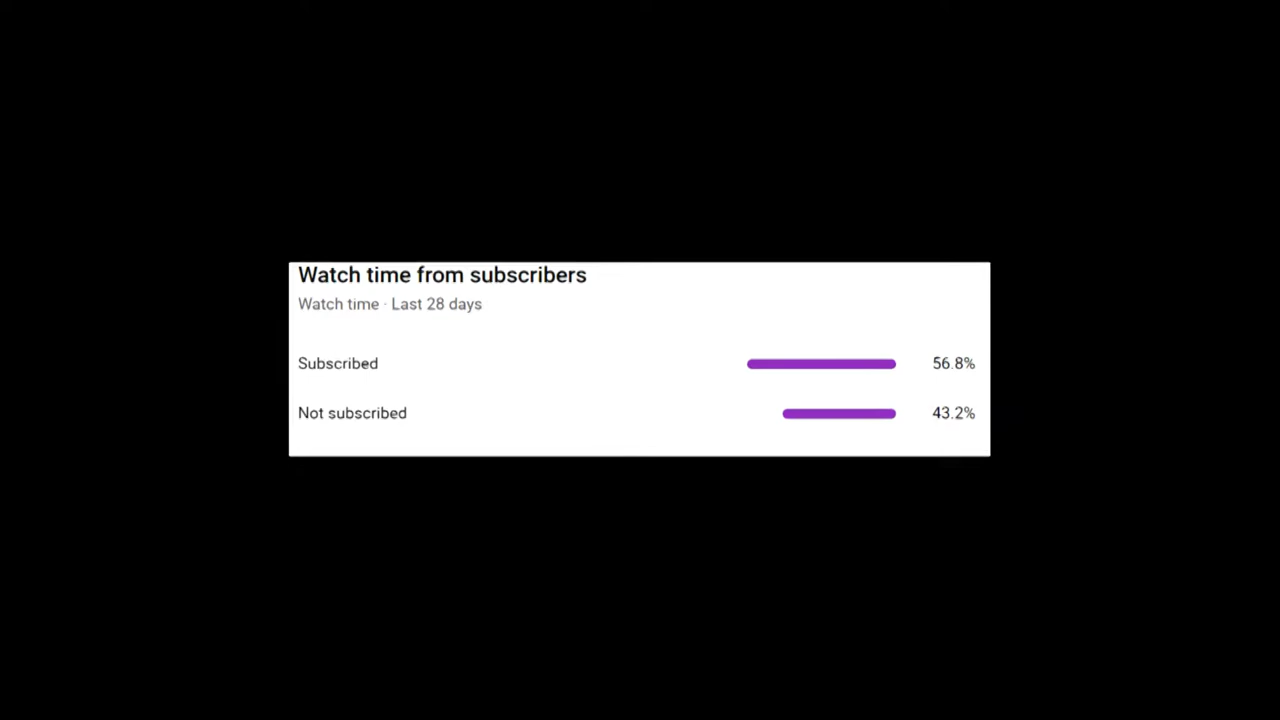 Watch time from subscribers
Watch time · Last 28 days
Subscribed 56.8%
Not subscribed 43.2%